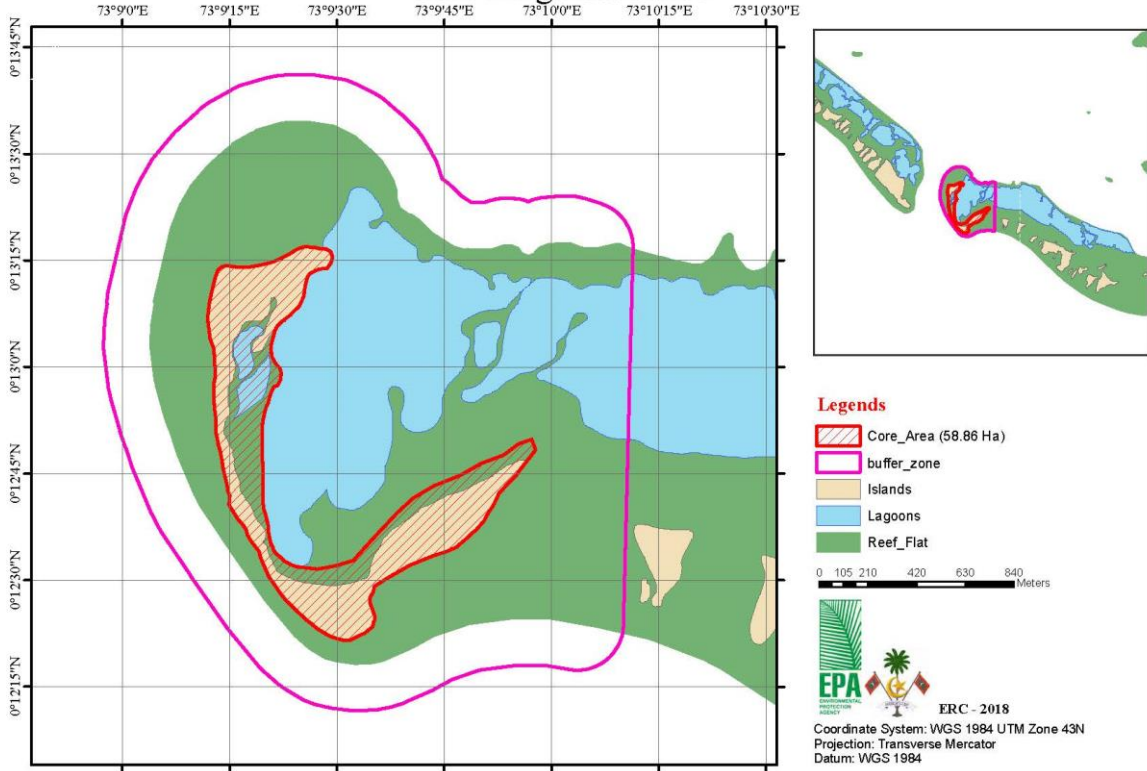 73°9'0"E 73°9'15"E 73°9'30"E 73°9'45"E 73°10'0"E 73°10'15"E 73°10'30"E
0°13'45"N
0°13'30"N
0°13'15"N
0°13'0"N
0°12'45"N
0°12'30"N
0°12'15"N
Legends
Core_Area (58.86 Ha)
buffer_zone
Islands
Lagoons
Reef_Flat
0 105 210 420 630 840
Meters
EPA
ENVIRONMENTAL
PROTECTION
AGENCY
ERC - 2018
Coordinate System: WGS 1984 UTM Zone 43N
Projection: Transverse Mercator
Datum: WGS 1984